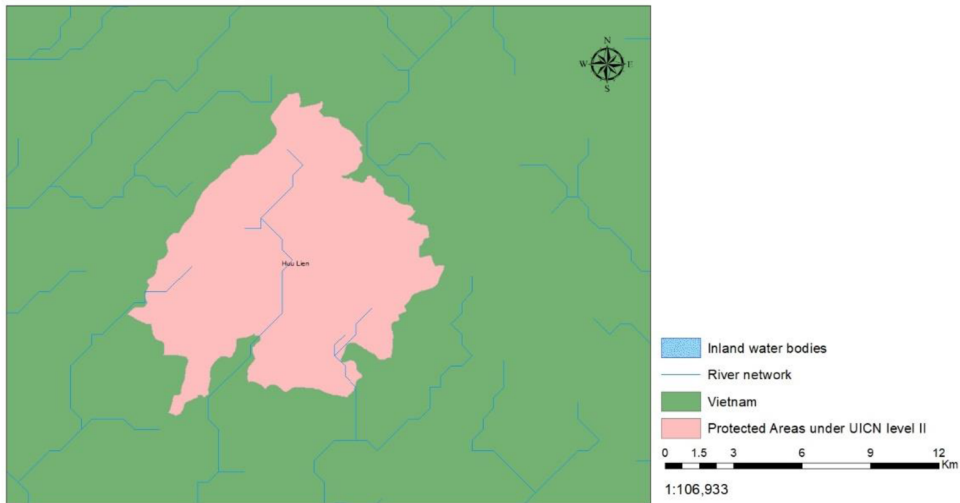 N
W E
S
Huu Lien
Inland water bodies
River network
Vietnam
Protected Areas under UICN level II
0 1.5 3 6 9 12
Km
1:106,933